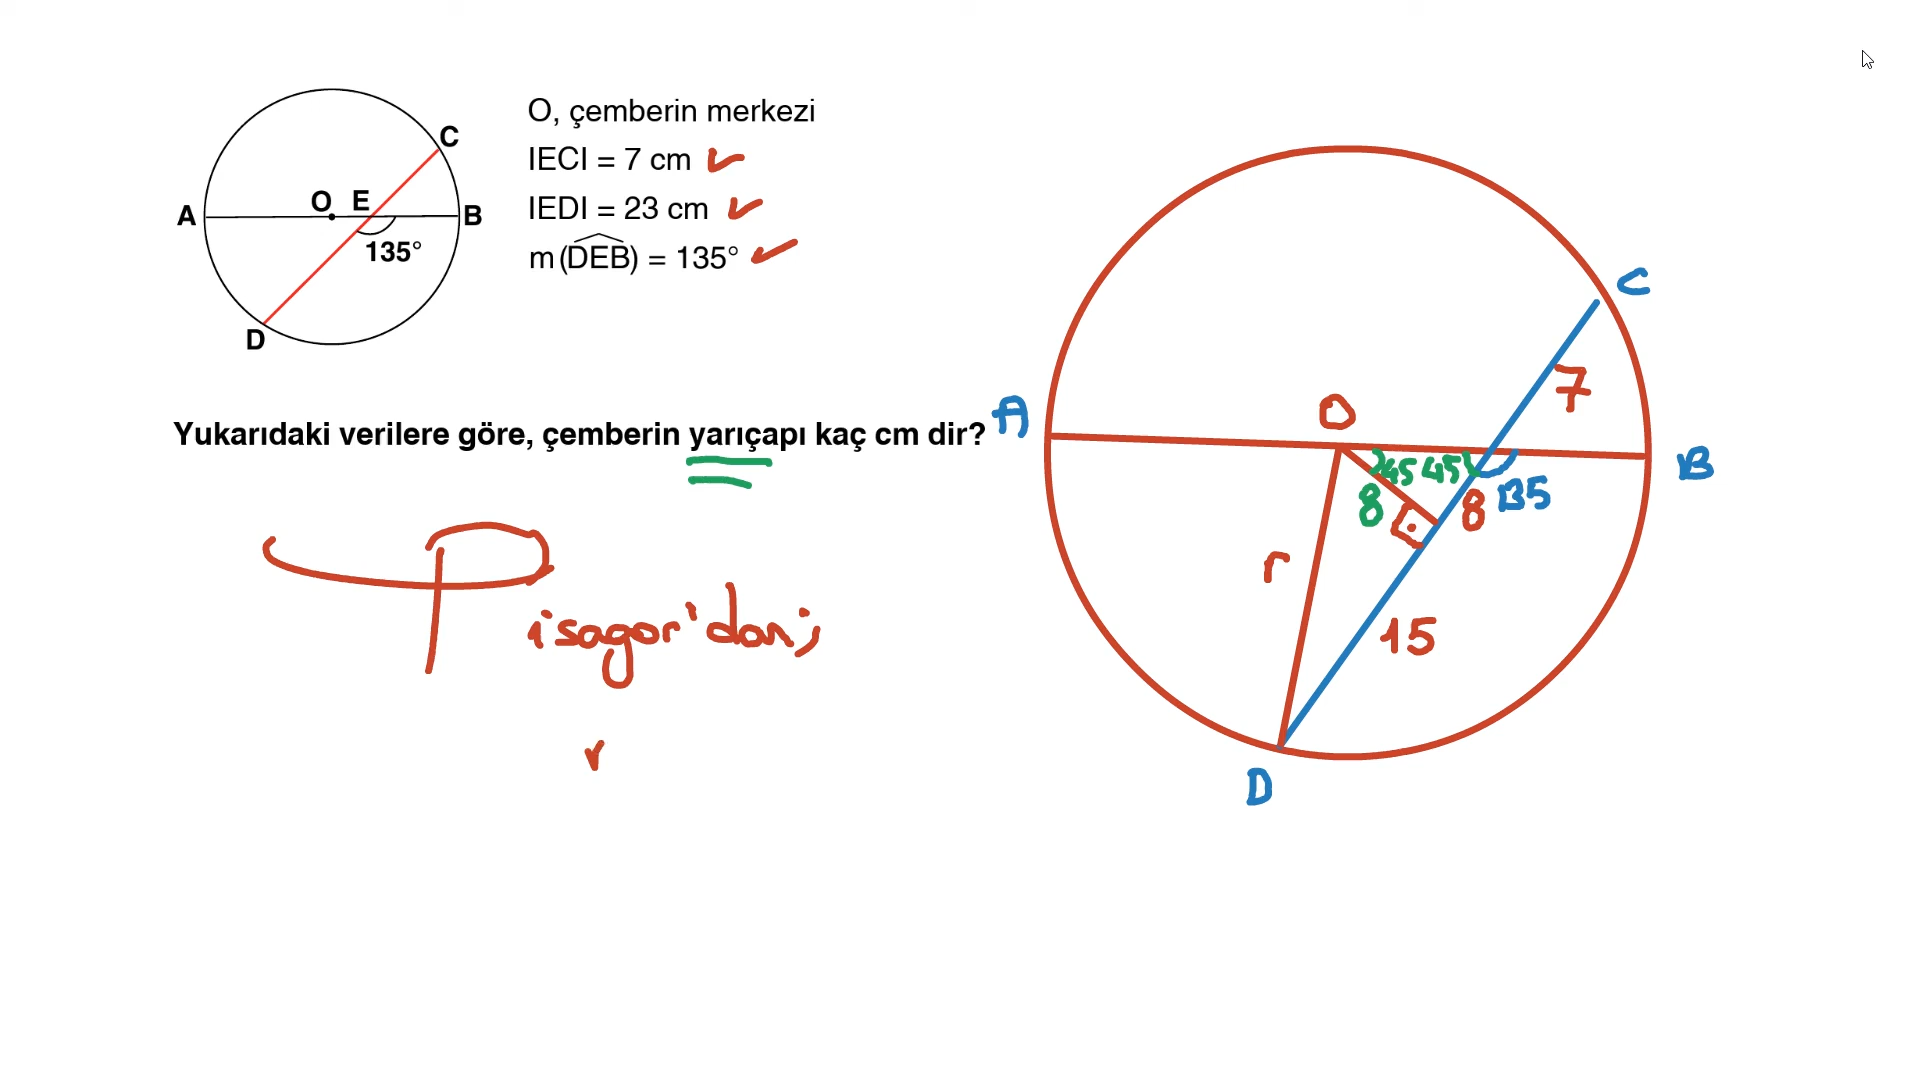 O, çemberin merkezi
IECI = 7 cm
IEDI = 23 cm
m(DEB) = 135°
A
O
E
B
C
D
135°
Yukarıdaki verilere göre, çemberin yarıçapı kaç cm dir?
Pisagor'dan;
r
A
O
B
C
D
7
45 45
135
8
8
r
15